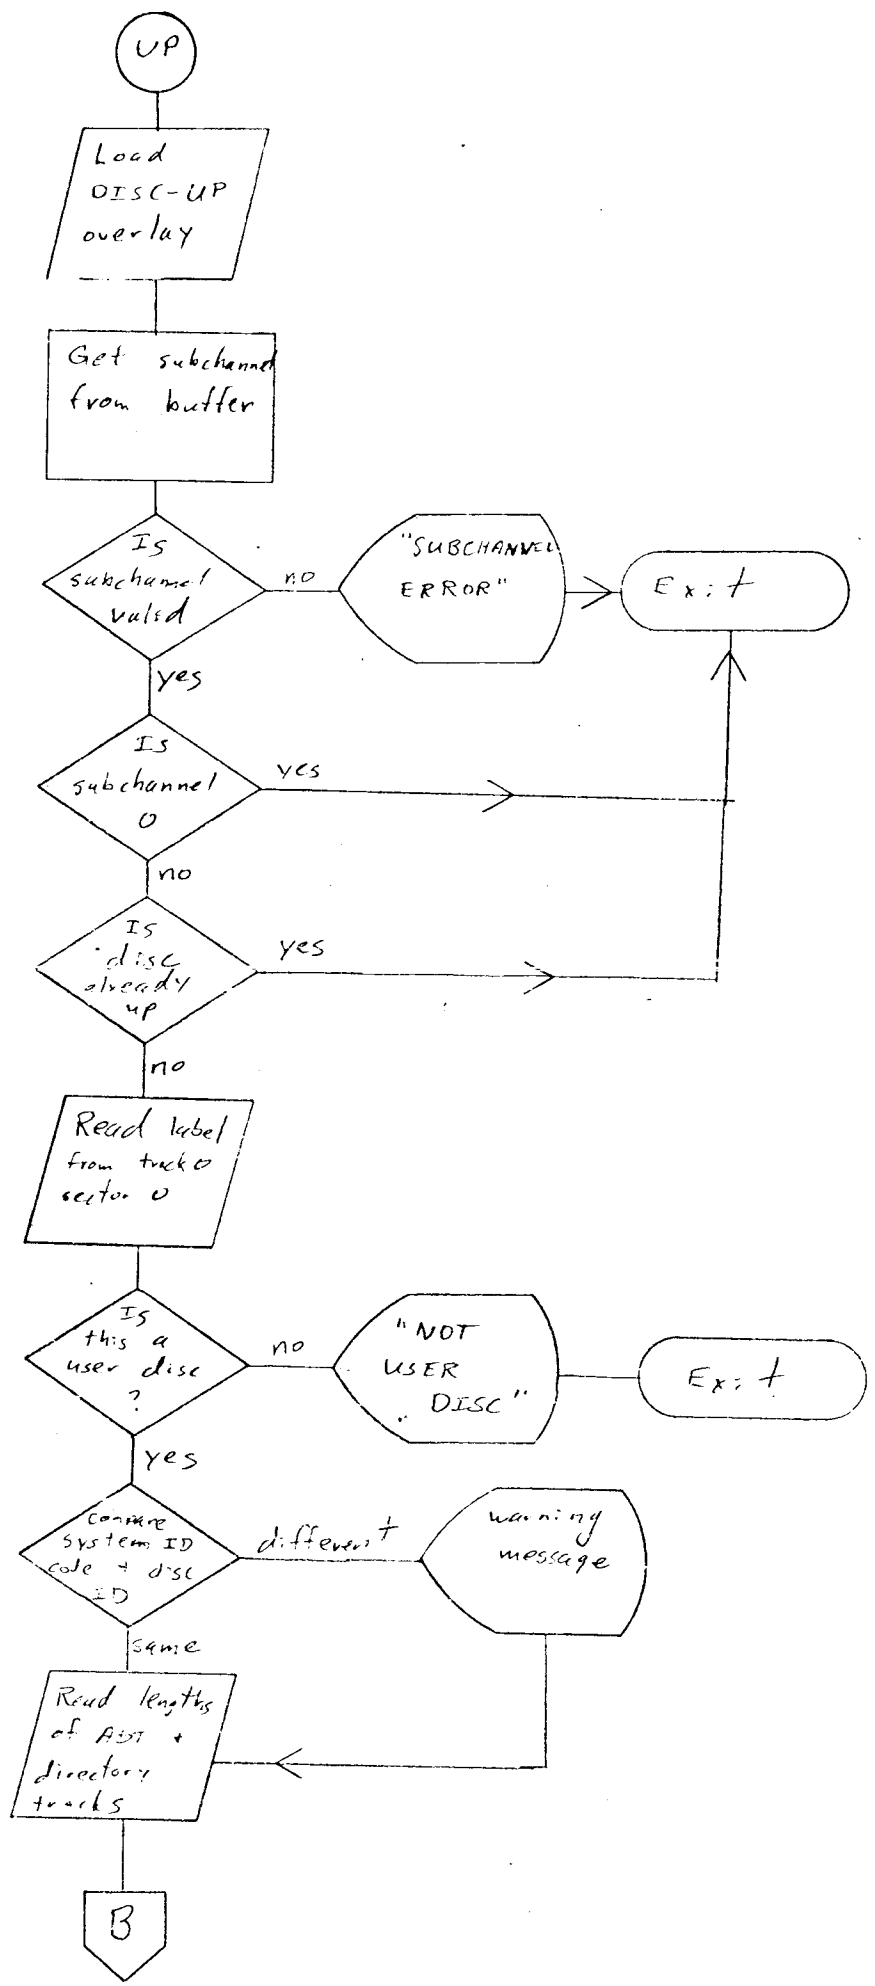 UP
Load
DISC-UP
overlay
Get subchannel
from buffer
Is
subchannel
valid
no
"SUBCHANNEL
ERROR"
Exit
yes
Is
subchannel
0
yes
no
Is
disc
already
up
yes
no
Read label
from track 0
sector 0
Is
this a
user disc
?
no
"NOT
USER
DISC"
Exit
yes
compare
system ID
code + disc
ID
different
warning
message
same
Read lengths
of ADT +
directory
tracks
B